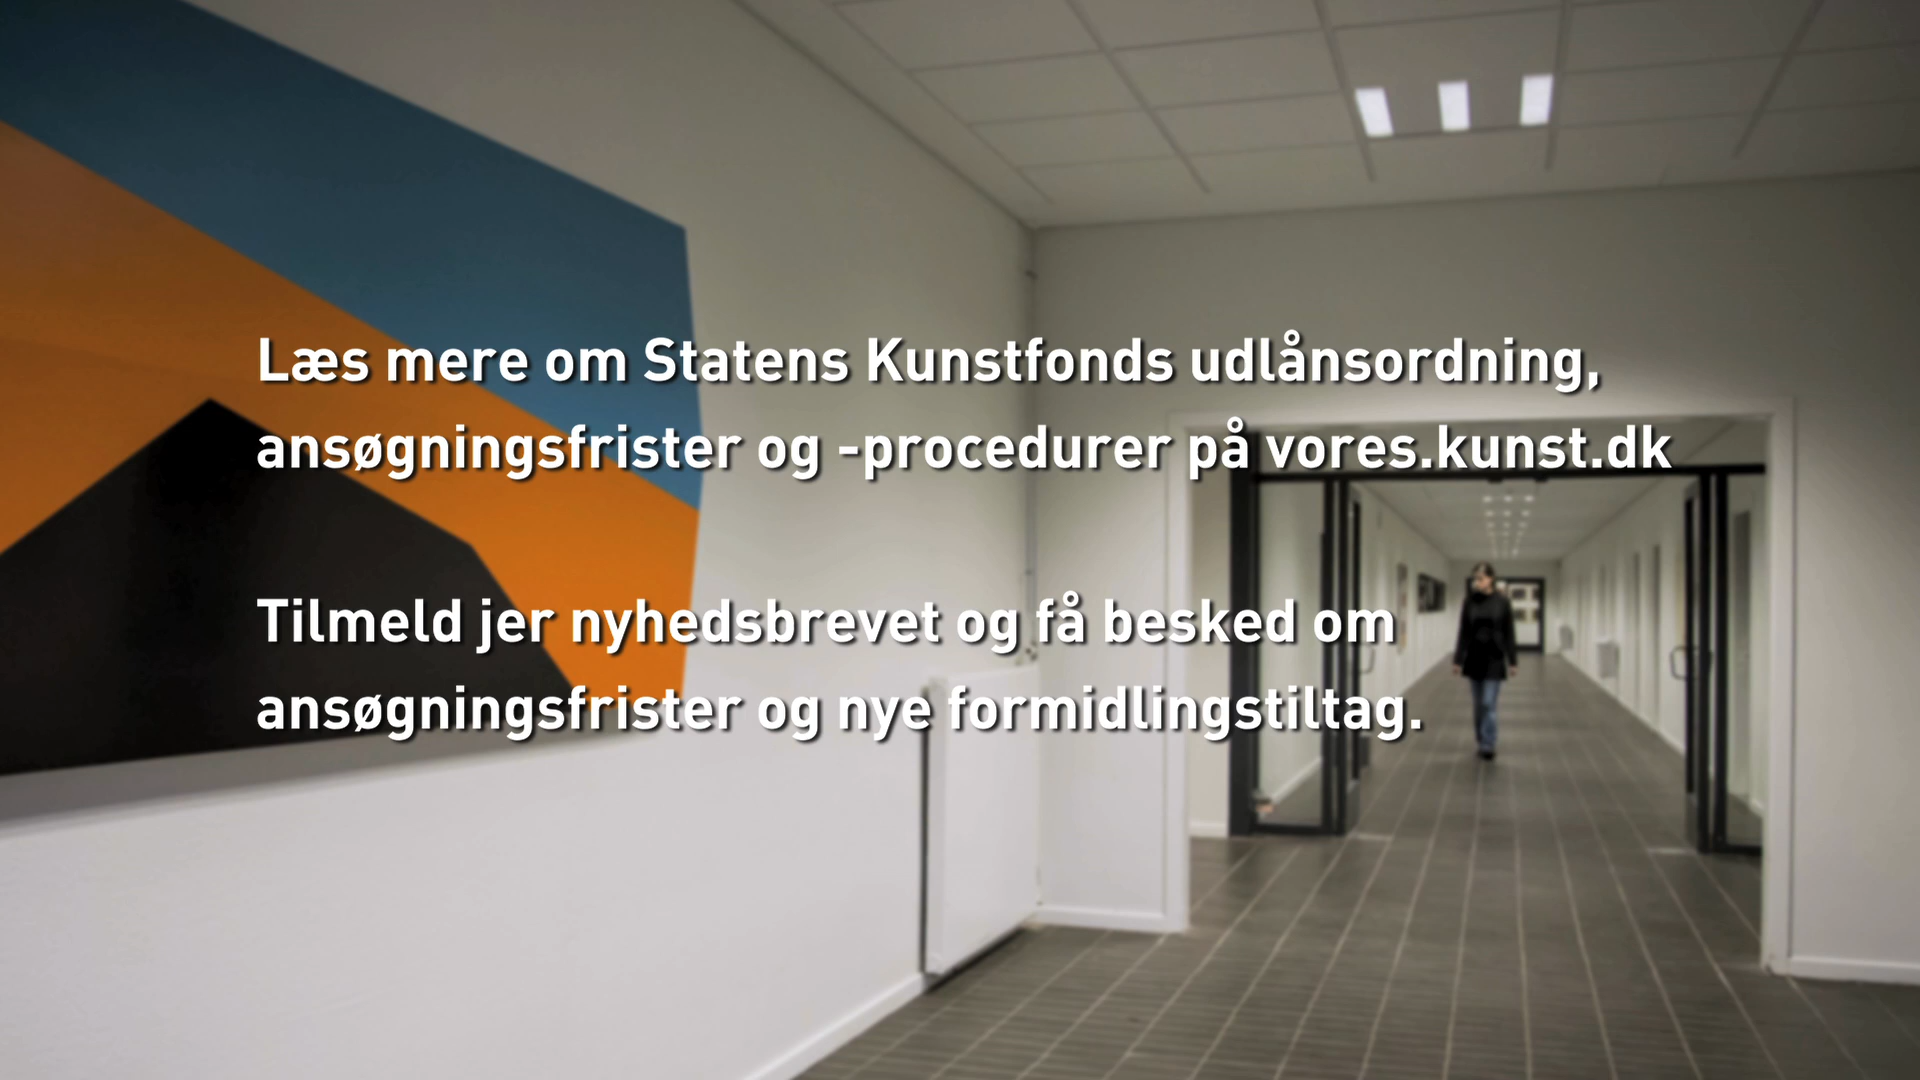 Læs mere om Statens Kunstfonds udlånsordning,
ansøgningsfrister og -procedurer på vores.kunst.dk
Tilmeld jer nyhedsbrevet og få besked om
ansøgningsfrister og nye formidlingstiltag.